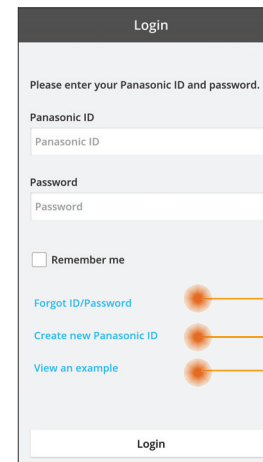 Login
Please enter your Panasonic ID and password.
Panasonic ID
Panasonic ID
Password
Password
Remember me
Forgot ID/Password
Create new Panasonic ID
View an example
Login